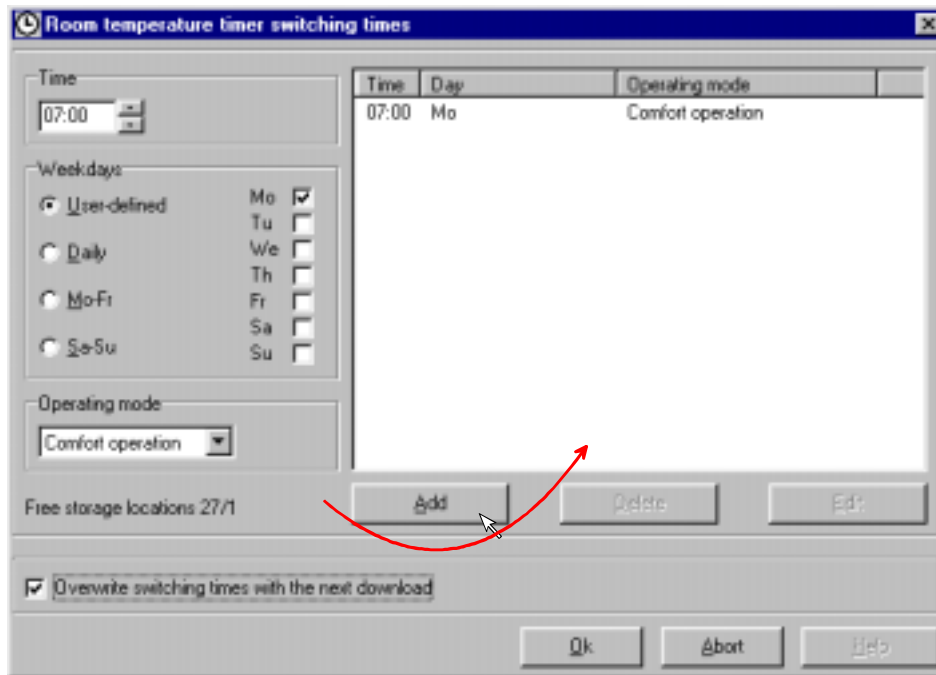 Room temperature timer switching times
Time
07:00
Weekdays
User-defined
Daily
Mo-Fr
Sa-Su
Mo
Tu
We
Th
Fr
Sa
Su
Operating mode
Comfort operation
Free storage locations 27/1
Time Day Operating mode
07:00 Mo Comfort operation
Add Delete Edit
Overwrite switching times with the next download
Ok Abort Help